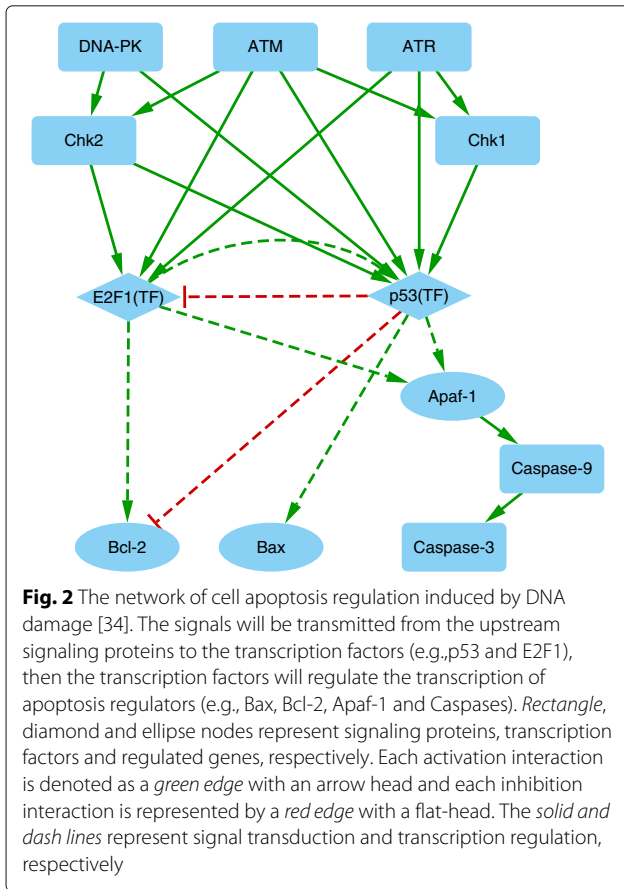 DNA-PK ATM ATR
Chk2 Chk1
E2F1(TF) p53(TF)
Apaf-1
Caspase-9
Bcl-2 Bax Caspase-3
Fig. 2 The network of cell apoptosis regulation induced by DNA
damage [34]. The signals will be transmitted from the upstream
signaling proteins to the transcription factors (e.g.,p53 and E2F1),
then the transcription factors will regulate the transcription of
apoptosis regulators (e.g., Bax, Bcl-2, Apaf-1 and Caspases). Rectangle,
diamond and ellipse nodes represent signaling proteins, transcription
factors and regulated genes, respectively. Each activation interaction
is denoted as a green edge with an arrow head and each inhibition
interaction is represented by a red edge with a flat-head. The solid and
dash lines represent signal transduction and transcription regulation,
respectively